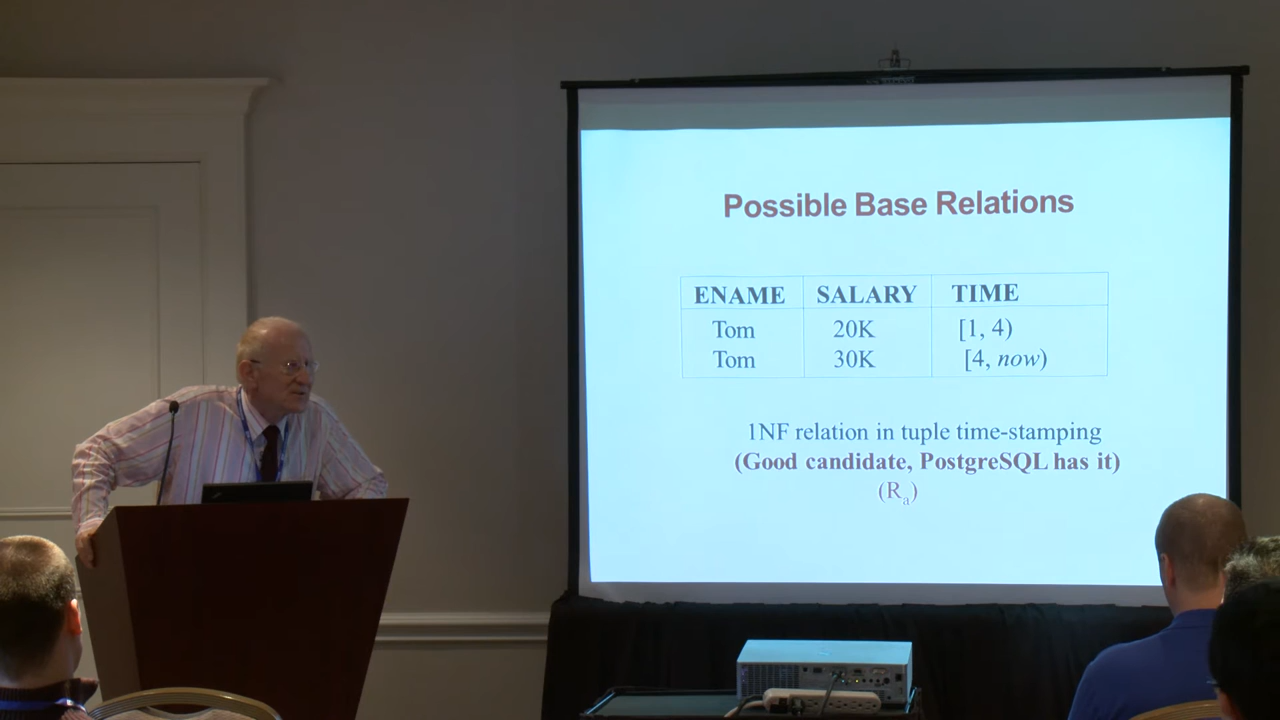 Possible Base Relations
ENAME SALARY TIME
Tom 20K [1, 4)
Tom 30K [4, now)
1NF relation in tuple time-stamping
(Good candidate, PostgreSQL has it)
(Ra)